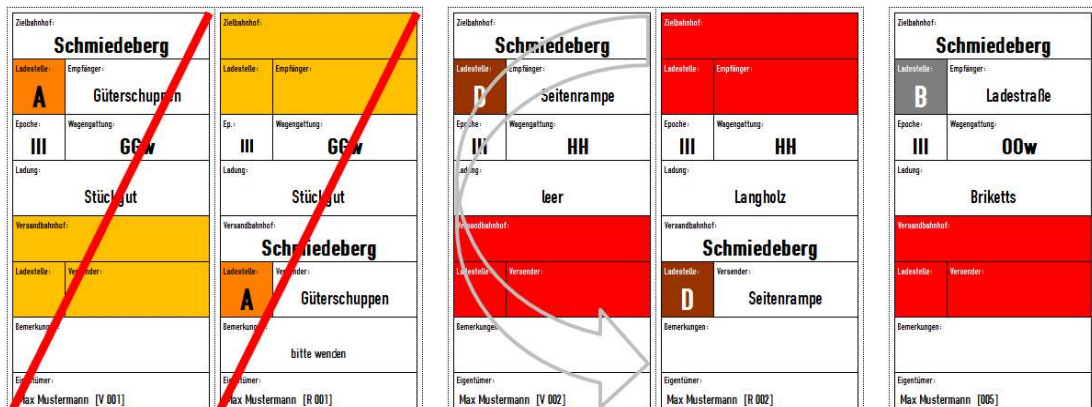 Zielbahnhof:
Schmiedeberg
Ladestelle: Empfänger:
A Güterschuppen
Epoche: Wagengattung:
III GGw
Ladung:
Stückgut
Versandbahnhof:
Ladestelle: Versender:
Bemerkungen:
Eigentümer:
Max Mustermann [V 001]
Zielbahnhof:
Ladestelle: Empfänger:
Ep.: Wagengattung:
III GGw
Ladung:
Stückgut
Versandbahnhof:
Schmiedeberg
Ladestelle: Versender:
A Güterschuppen
Bemerkungen:
bitte wenden
Eigentümer:
Max Mustermann [R 001]
Zielbahnhof:
Schmiedeberg
Ladestelle: Empfänger:
D Seitenrampe
Epoche: Wagengattung:
III HH
Ladung:
leer
Versandbahnhof:
Ladestelle: Versender:
Bemerkungen:
Eigentümer:
Max Mustermann [V 002]
Zielbahnhof:
Ladestelle: Empfänger:
Epoche: Wagengattung:
III HH
Ladung:
Langholz
Versandbahnhof:
Schmiedeberg
Ladestelle: Versender:
D Seitenrampe
Bemerkungen:
Eigentümer:
Max Mustermann [R 002]
Zielbahnhof:
Schmiedeberg
Ladestelle: Empfänger:
B Ladestraße
Epoche: Wagengattung:
III OOw
Ladung:
Briketts
Versandbahnhof:
Ladestelle: Versender:
Bemerkungen:
Eigentümer:
Max Mustermann [005]